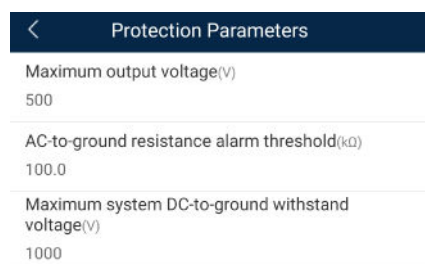 Protection Parameters
Maximum output voltage(V)
500
AC-to-ground resistance alarm threshold(kΩ)
100.0
Maximum system DC-to-ground withstand
voltage(V)
1000